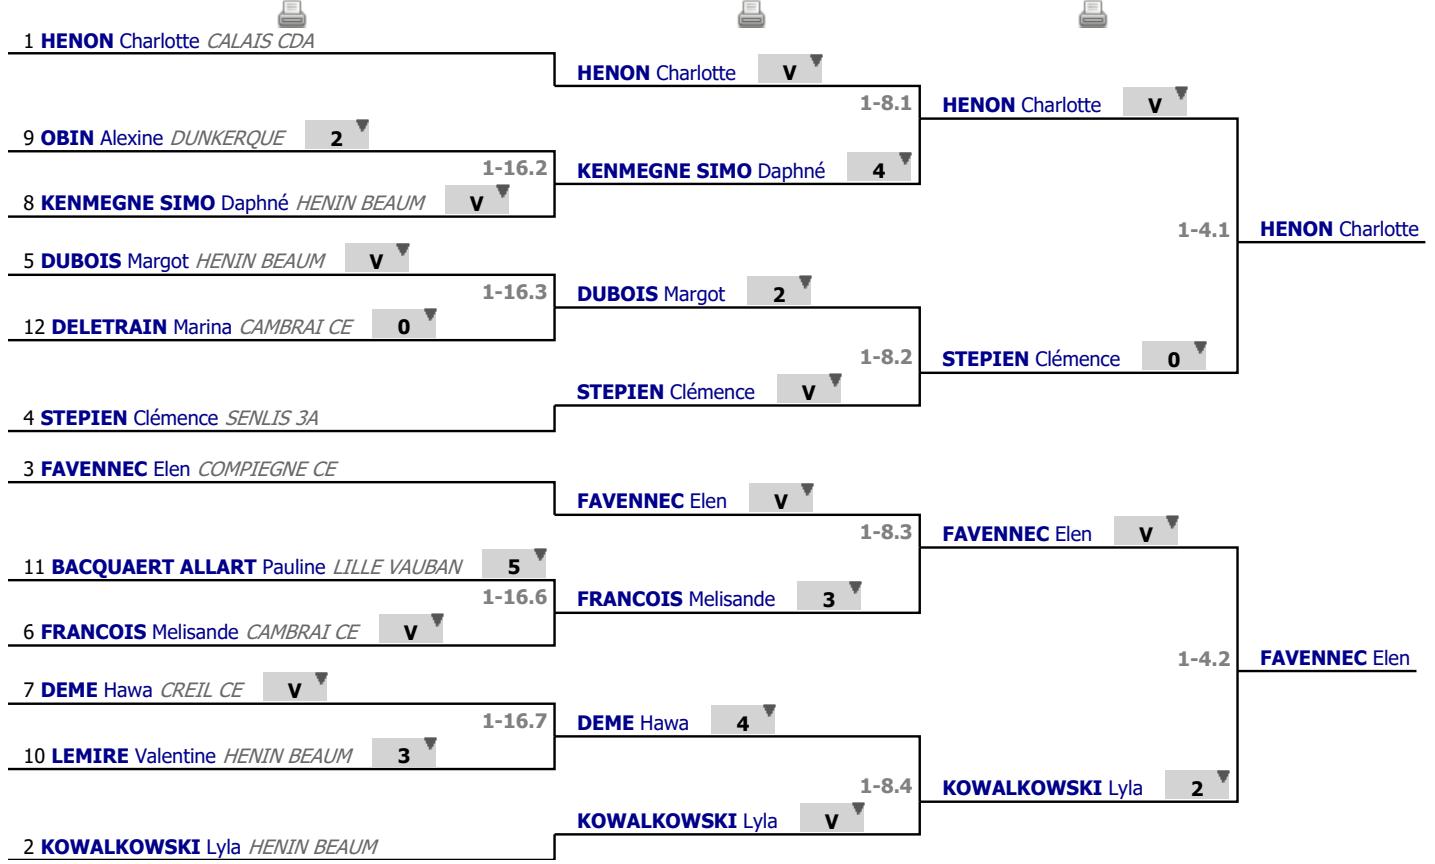 1 HENON Charlotte CALAIS CDA
HENON Charlotte V
1-8.1
HENON Charlotte V
9 OBIN Alexine DUNKERQUE 2
1-16.2
KENMEGNE SIMO Daphné 4
8 KENMEGNE SIMO Daphné HENIN BEAUM V
1-4.1
HENON Charlotte
5 DUBOIS Margot HENIN BEAUM V
1-16.3
DUBOIS Margot 2
12 DELETRAIN Marina CAMBRAI CE 0
1-8.2
STEPIEN Clémence 0
STEPIEN Clémence V
4 STEPIEN Clémence SENLIS 3A
3 FAVENNEC Elen COMPIEGNE CE
FAVENNEC Elen V
1-8.3
FAVENNEC Elen V
11 BACQUAERT ALLART Pauline LILLE VAUBAN 5
1-16.6
FRANCOIS Melisande 3
6 FRANCOIS Melisande CAMBRAI CE V
1-4.2
FAVENNEC Elen
7 DEME Hawa CREIL CE V
1-16.7
DEME Hawa 4
10 LEMIRE Valentine HENIN BEAUM 3
1-8.4
KOWALKOWSKI Lyla 2
KOWALKOWSKI Lyla V
2 KOWALKOWSKI Lyla HENIN BEAUM